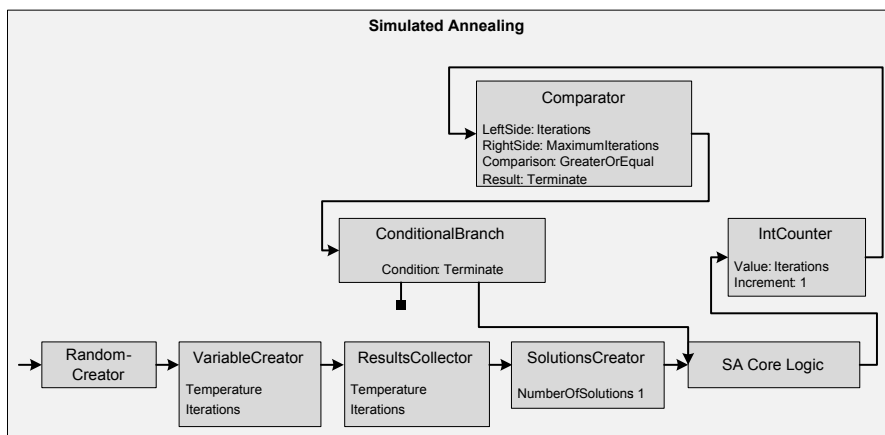 Simulated Annealing
Comparator
LeftSide: Iterations
RightSide: MaximumIterations
Comparison: GreaterOrEqual
Result: Terminate
ConditionalBranch
Condition: Terminate
IntCounter
Value: Iterations
Increment: 1
Random-
Creator
VariableCreator
Temperature
Iterations
ResultsCollector
Temperature
Iterations
SolutionsCreator
NumberOfSolutions 1
SA Core Logic